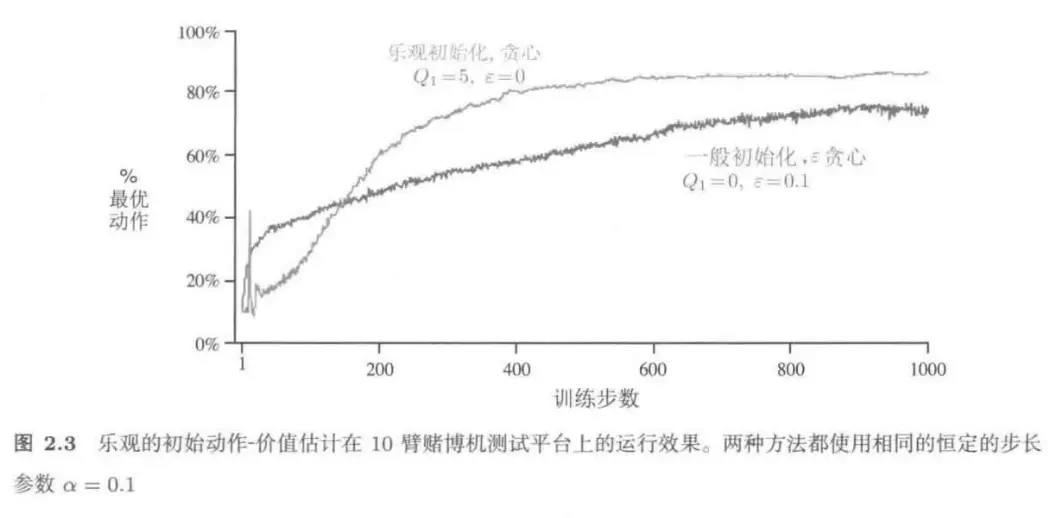 100%
80%
60%
40%
20%
0%
%
最优
动作
乐观初始化, 贪心
Q₁=5, ε=0
一般初始化, ε 贪心
Q₁=0, ε=0.1
1
200
400
600
800
1000
训练步数
图 2.3 乐观的初始动作-价值估计在 10 臂赌博机测试平台上的运行效果。两种方法都使用相同的恒定的步长
参数 α = 0.1